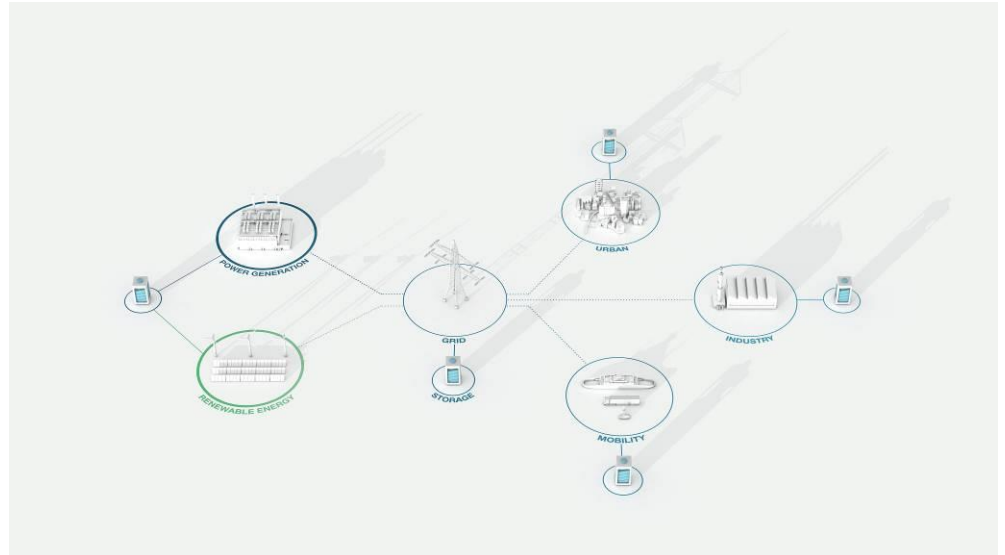 URBAN
POWER GENERATION
GRID
INDUSTRY
RENEWABLE ENERGY
STORAGE
MOBILITY